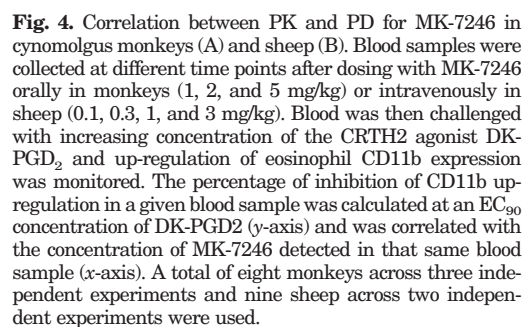 Fig. 4. Correlation between PK and PD for MK-7246 in
cynomolgus monkeys (A) and sheep (B). Blood samples were
collected at different time points after dosing with MK-7246
orally in monkeys (1, 2, and 5 mg/kg) or intravenously in
sheep (0.1, 0.3, 1, and 3 mg/kg). Blood was then challenged
with increasing concentration of the CRTH2 agonist DK-
PGD₂ and up-regulation of eosinophil CD11b expression
was monitored. The percentage of inhibition of CD11b up-
regulation in a given blood sample was calculated at an EC₉₀
concentration of DK-PGD2 (y-axis) and was correlated with
the concentration of MK-7246 detected in that same blood
sample (x-axis). A total of eight monkeys across three inde-
pendent experiments and nine sheep across two indepen-
dent experiments were used.